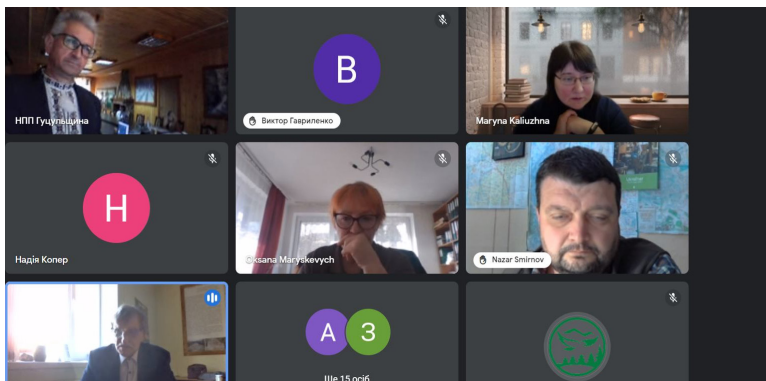 НПП Гуцульщина
В
Виктор Гавриленко
Maryna Kaliuzhna
Н
Надія Копер
Oksana Maryskevych
Nazar Smirnov
А З
Ще 15 осіб